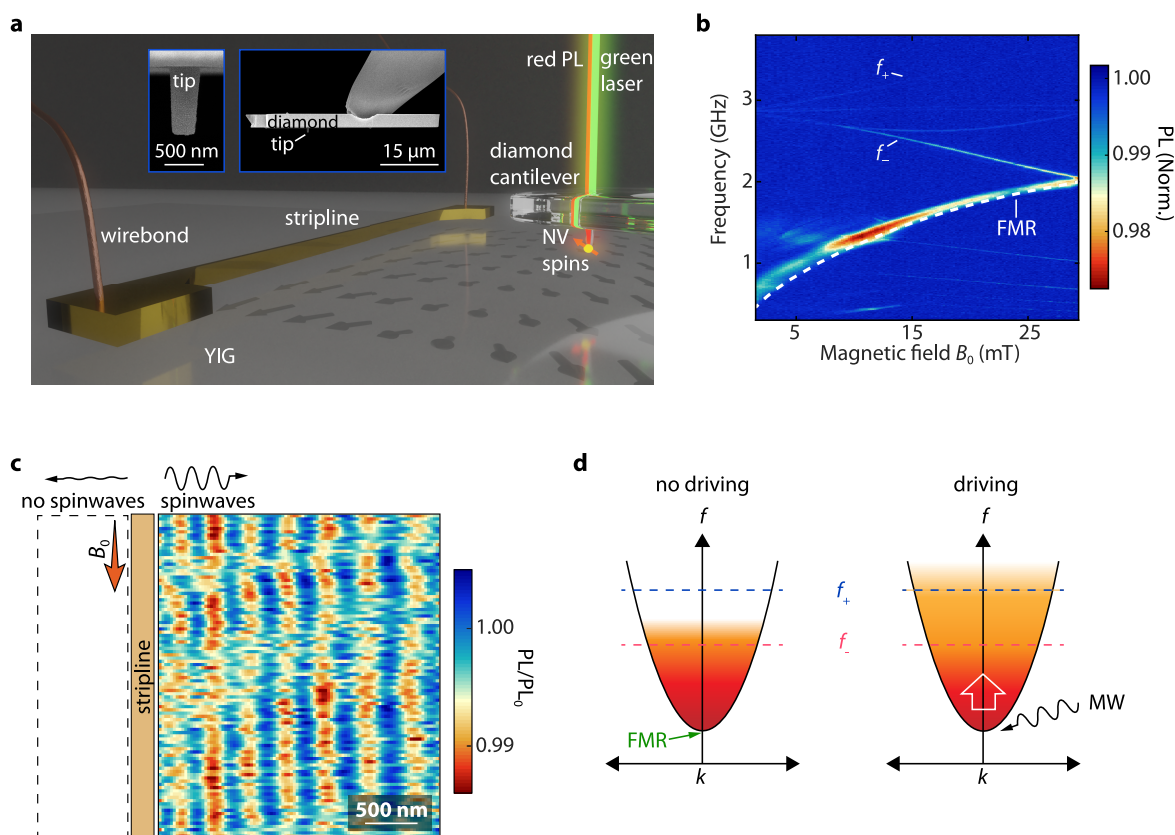 a
tip
500 nm
diamond
tip
15 μm
red PL
green
laser
diamond
cantilever
stripline
wirebond
NV
spins
YIG
b
Frequency (GHz)
3
2
1
f+
f−
FMR
5
15
25
Magnetic field B0 (mT)
1.00
0.99
0.98
PL (Norm.)
c
no spinwaves
spinwaves
B0
stripline
500 nm
1.00
0.99
PL/PL0
d
no driving
driving
f
f
f+
f-
MW
FMR
k
k